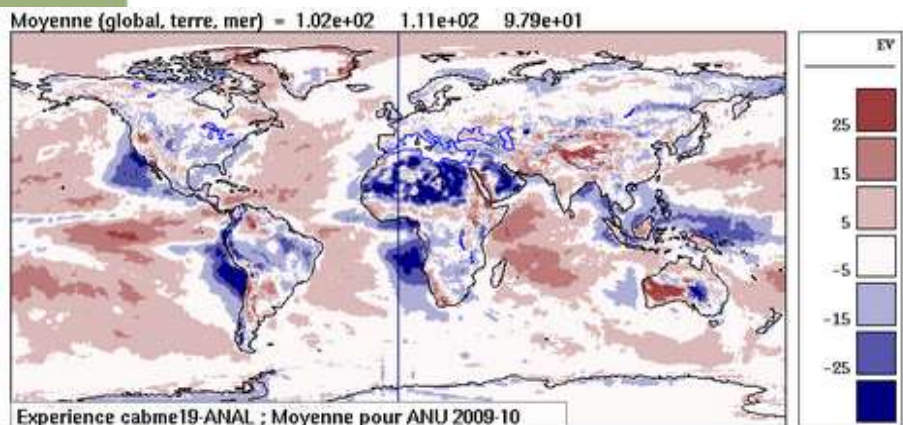 Moyenne (global, terre, mer) = 1.02e+02 1.11e+02 9.79e+01
EV
25
15
5
-5
-15
-25
Experience cabme19-ANAL ; Moyenne pour ANU 2009-10